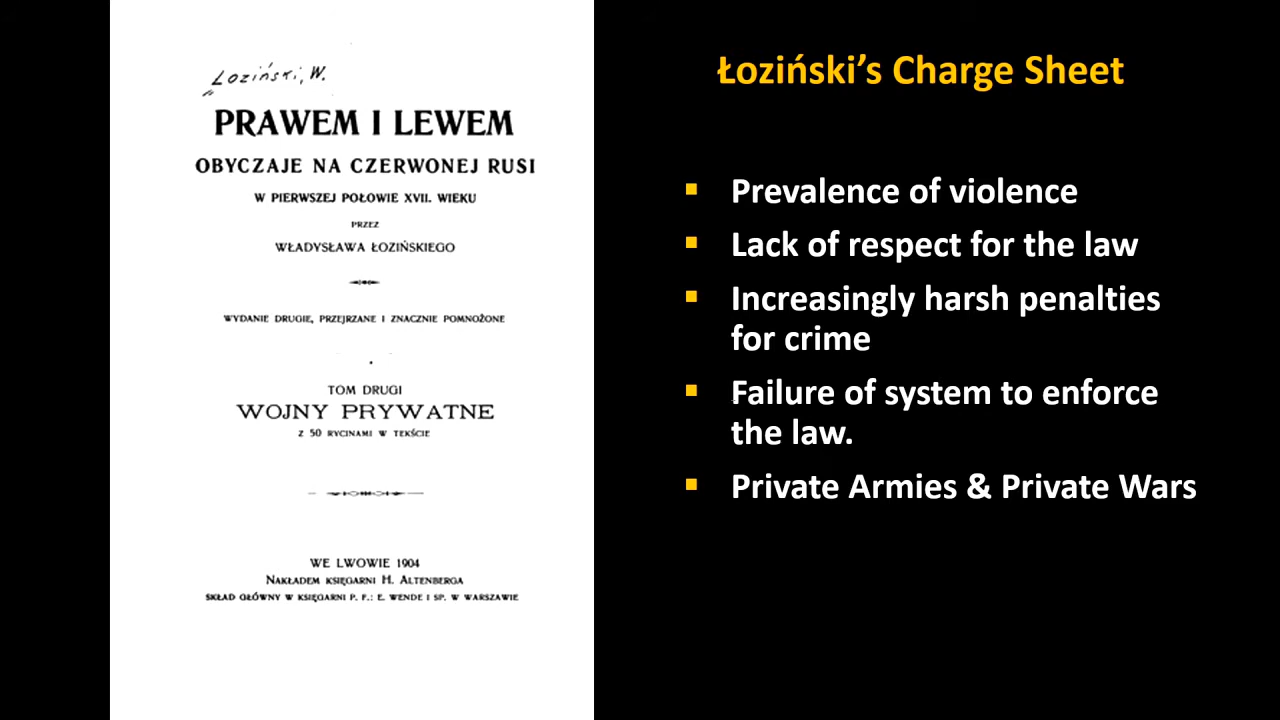 Łoziński, W.
PRAWEM I LEWEM
OBYCZAJE NA CZERWONEJ RUSI
W PIERWSZEJ POŁOWIE XVII. WIEKU
PRZEZ
WŁADYSŁAWA ŁOZIŃSKIEGO
WYDANIE DRUGIE, PRZEJRZANE I ZNACZNIE POMNOŻONE
TOM DRUGI
WOJNY PRYWATNE
Z 50 RYCINAMI W TEKŚCIE
WE LWOWIE 1904
NAKŁADEM KSIĘGARNI H. ALTENBERGA
SKŁAD GŁÓWNY W KSIĘGARNI P. F.: E. WENDE I SP. W WARSZAWIE
Łoziński’s Charge Sheet
▪ Prevalence of violence
▪ Lack of respect for the law
▪ Increasingly harsh penalties
for crime
▪ Failure of system to enforce
the law.
▪ Private Armies & Private Wars